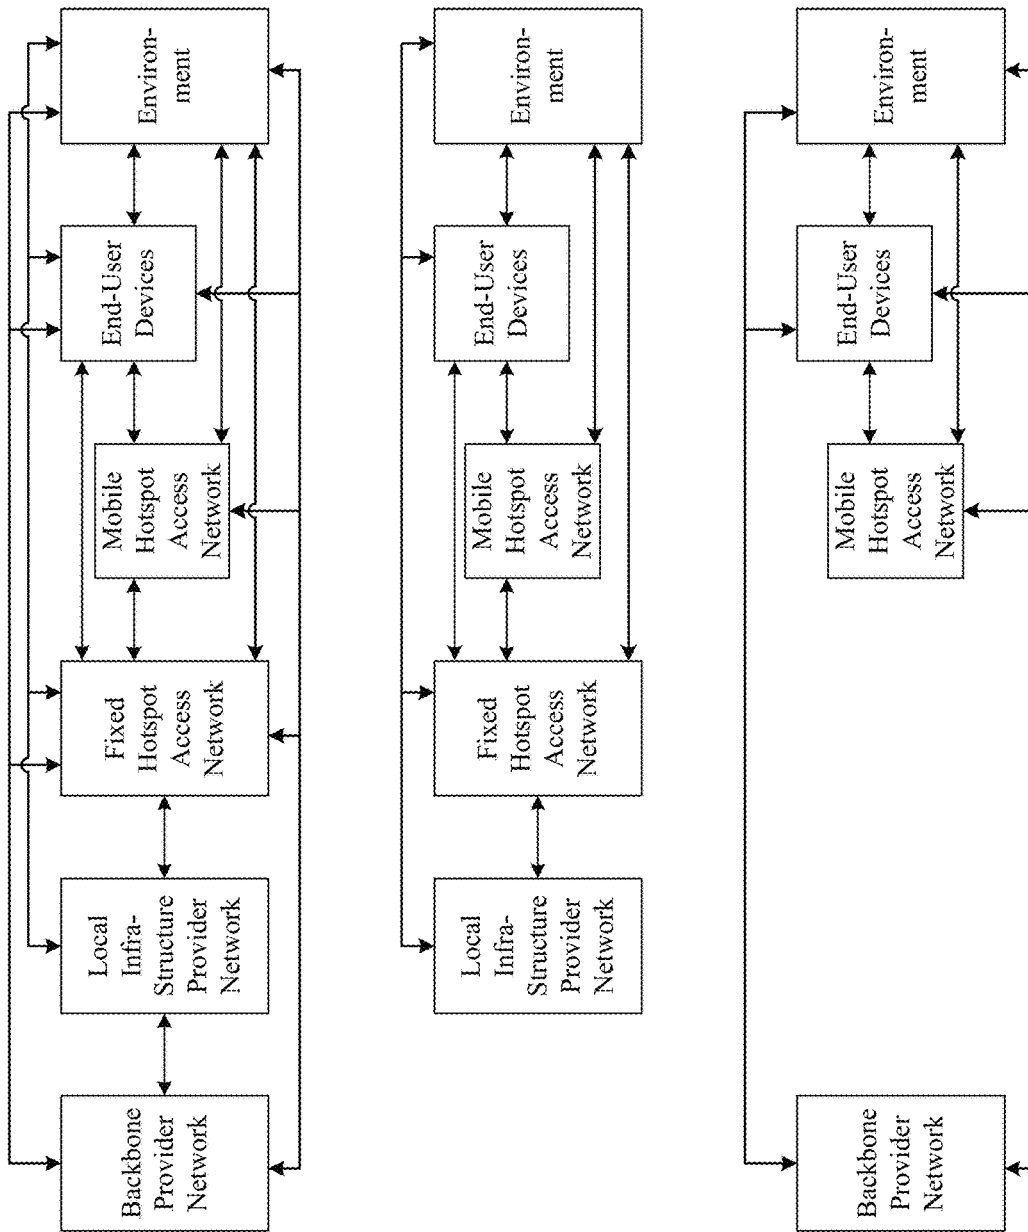 Backbone
Provider
Network
Local
Infra-
Structure
Provider
Network
Fixed
Hotspot
Access
Network
Mobile
Hotspot
Access
Network
End-User
Devices
Environ-
ment
Local
Infra-
Structure
Provider
Network
Fixed
Hotspot
Access
Network
Mobile
Hotspot
Access
Network
End-User
Devices
Environ-
ment
Backbone
Provider
Network
Mobile
Hotspot
Access
Network
End-User
Devices
Environ-
ment